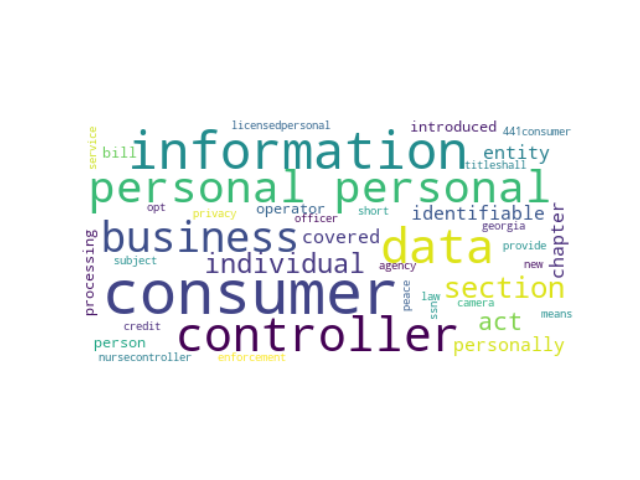 licensedpersonal introduced 441consumer
service bill information titleshall entity
personal personal
opt privacy operator officer short identifiable georgia
business covered data provide chapter
processing subject individual agency new
consumer peace law ssns camera section means
credit controller act
person personally
nursecontroller enforcement